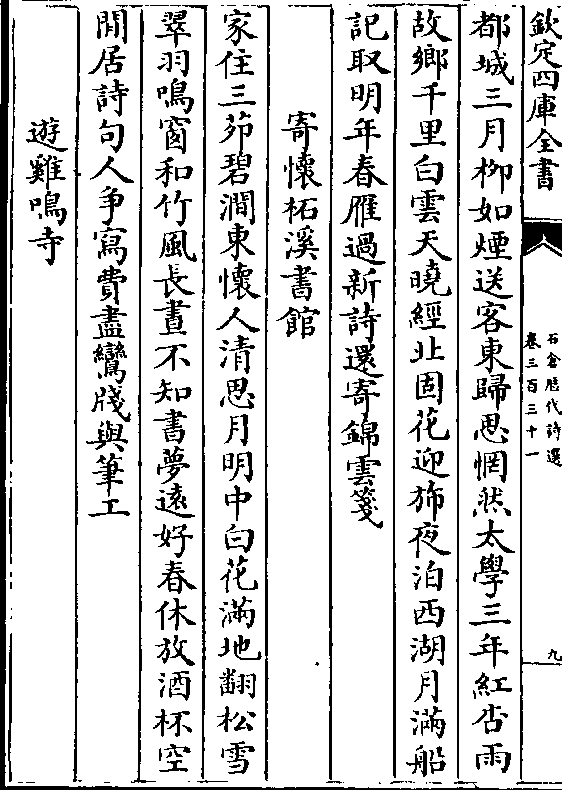 欽定四庫全書
石倉歷代詩選
卷三百三十一
九
都城三月柳如煙送客東歸思惘然太學三年紅杏雨
故鄉千里白雲天曉經北固花迎斾夜泊西湖月滿船
記取明年春雁過新詩還寄錦雲箋
寄懷柘溪書館
家住三茆碧澗東懷人清思月明中白花滿地翻松雪
翠羽鳴窗和竹風長晝不知書夢遠好春休放酒杯空
閒居詩句人争寫費盡鸞牋與筆工
遊雞鳴寺